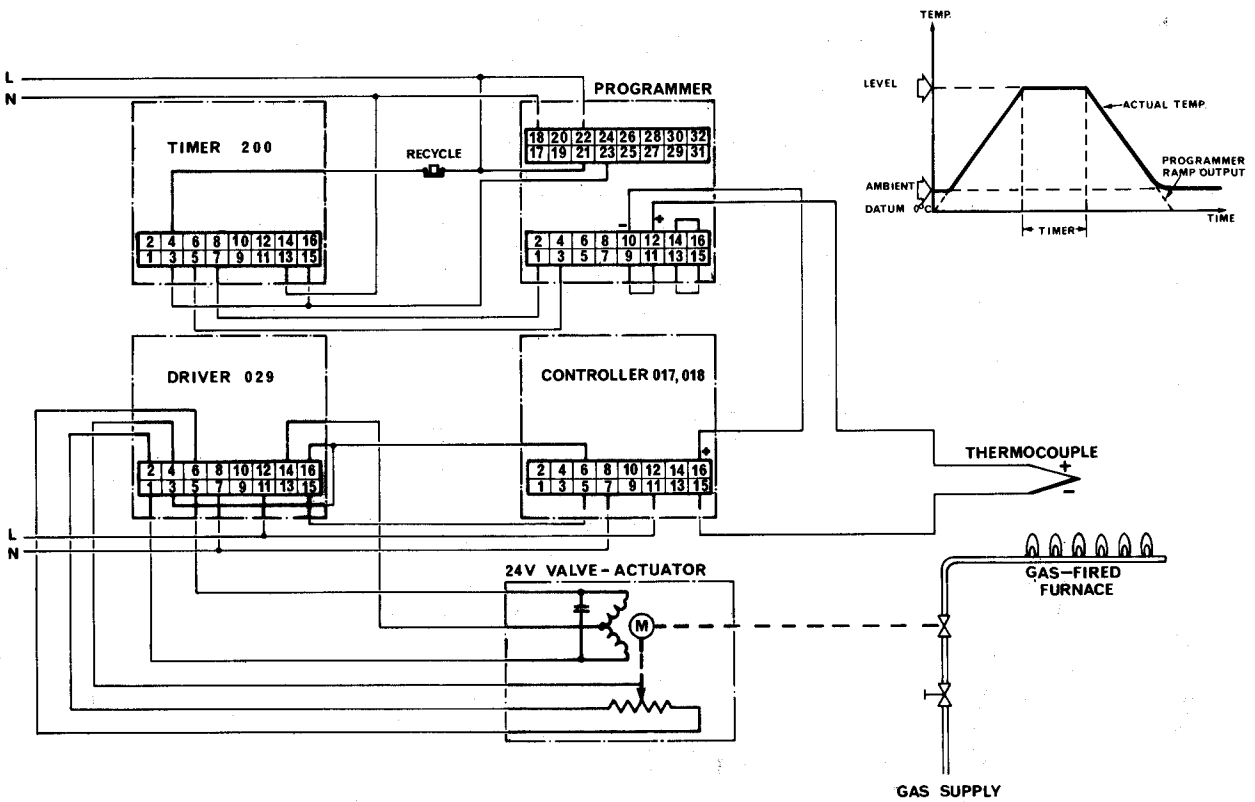 TEMP.
LEVEL
ACTUAL TEMP.
PROGRAMMER
RAMP OUTPUT
AMBIENT
DATUM 0°C
TIME
TIMER
L
N
PROGRAMMER
TIMER 200
RECYCLE
18 20 22 24 26 28 30 32
17 19 21 23 25 27 29 31
- +
2 4 6 8 10 12 14 16
1 3 5 7 9 11 13 15
2 4 6 8 10 12 14 16
1 3 5 7 9 11 13 15
DRIVER 029
CONTROLLER 017, 018
+
2 4 6 8 10 12 14 16
1 3 5 7 9 11 13 15
2 4 6 8 10 12 14 16
1 3 5 7 9 11 13 15
THERMOCOUPLE
+
-
L
N
24V VALVE-ACTUATOR
M
GAS-FIRED
FURNACE
GAS SUPPLY